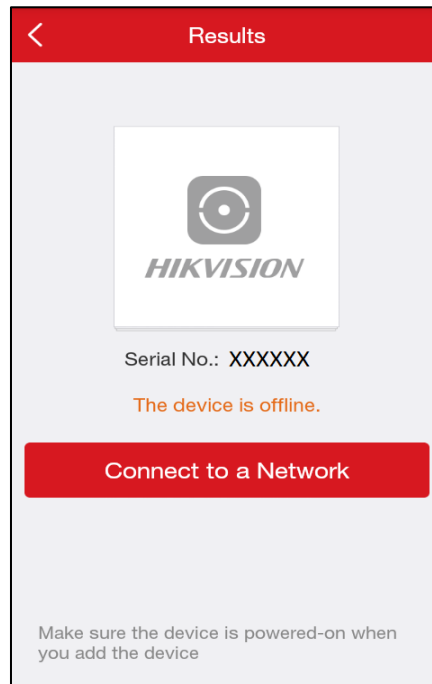 Results
HIKVISION
Serial No.: XXXXXX
The device is offline.
Connect to a Network
Make sure the device is powered-on when
you add the device